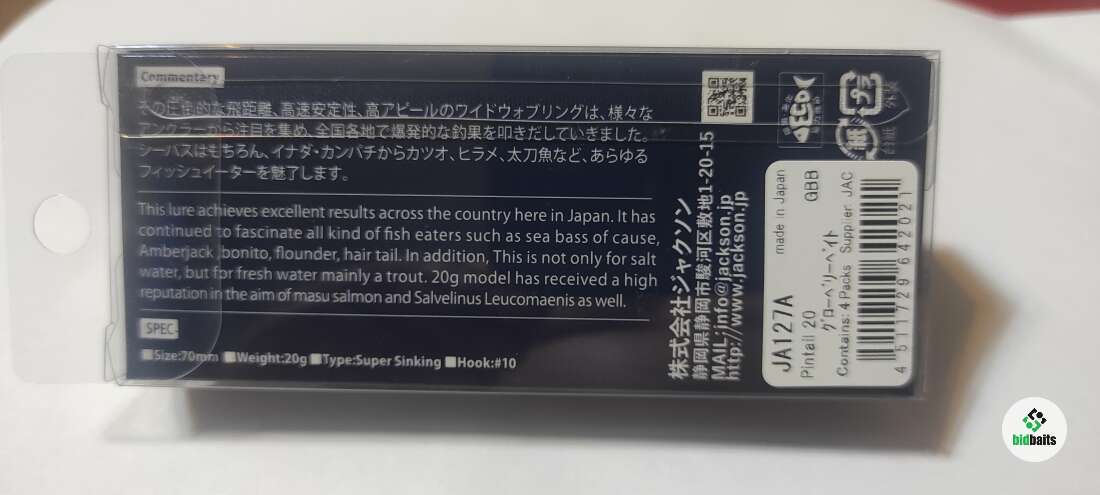 Commentary
その圧倒的な飛距離、高速安定性、高アピールのワイドウォブリングは、様々な
アングラーから注目を集め、全国各地で爆発的な釣果を叩きだしていきました。
シーバスはもちろん、イナダ・カンパチからカツオ、ヒラメ、太刀魚など、あらゆる
フィッシュイーターを魅了します。
This lure achieves excellent results across the country here in Japan. It has
continued to fascinate all kind of fish eaters such as sea bass of cause,
Amberjack ,bonito, flounder, hair tail. In addition, This is not only for salt
water, but for fresh water mainly a trout. 20g model has received a high
reputation in the aim of masu salmon and Salvelinus Leucomaenis as well.
SPEC
■Size:70mm ■Weight:20g ■Type:Super Sinking ■Hook:#10
株式会社ジャクソン
静岡県静岡市駿河区敷地1-20-15
MAIL:info@jackson.jp
http://www.jackson.jp
ECO
プラ
外装
紙
台紙
JA127A made in Japan
Pintail 20 GBB
グローベリーベイト
Contains: 4 Packs Supplier: JAC
4 511729 642021
bidbaits